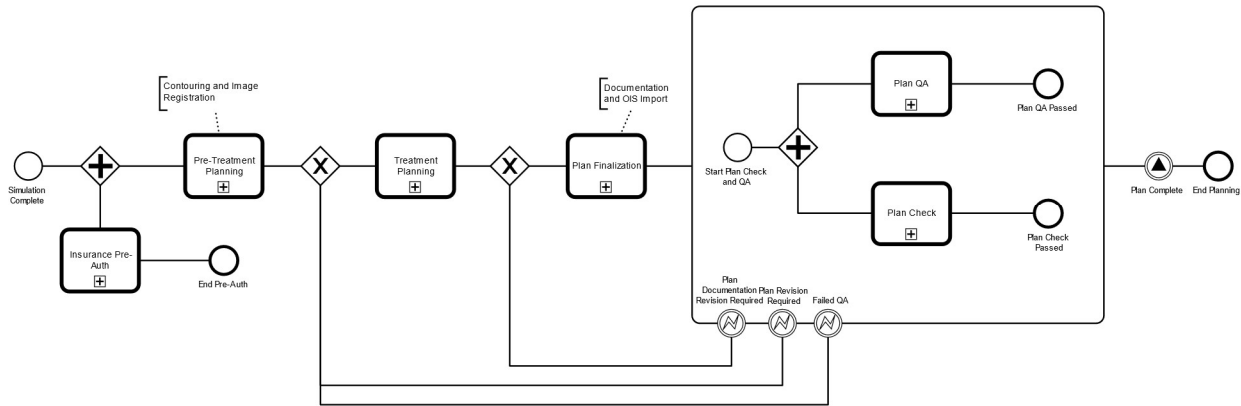 Contouring and Image
Registration
Documentation
and OIS Import
Simulation
Complete
Pre-Treatment
Planning
X
Treatment
Planning
X
Plan Finalization
Start Plan Check
and QA
Plan QA
Plan QA Passed
Plan Check
Plan Check
Passed
Plan Complete
End Planning
Insurance Pre-
Auth
End Pre-Auth
Plan
Documentation
Revision Required
Plan Revision
Required
Failed QA